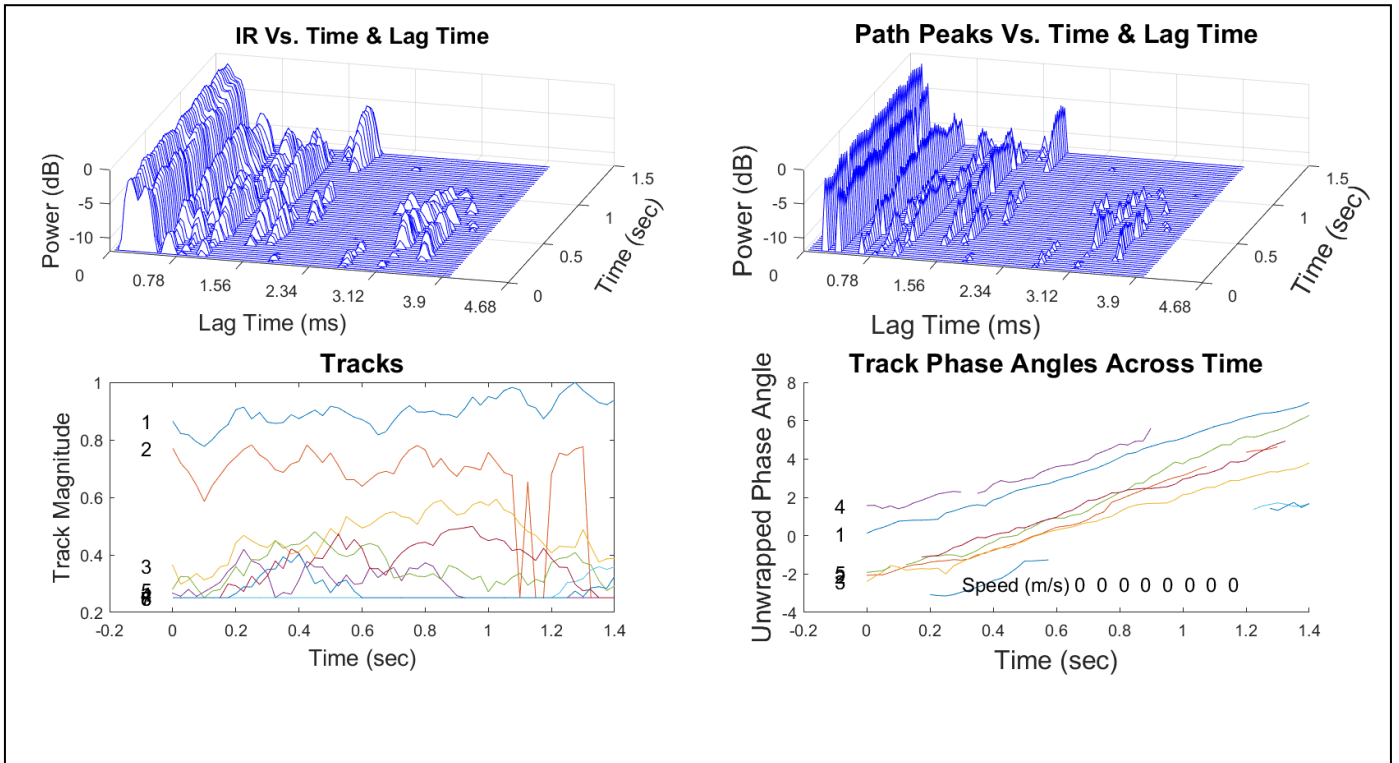 IR Vs. Time & Lag Time
Power (dB)
0
-5
-10
0
0.78
1.56
2.34
3.12
3.9
4.68
Lag Time (ms)
0
0.5
1
1.5
Time (sec)
Path Peaks Vs. Time & Lag Time
Power (dB)
0
-5
-10
0
0.78
1.56
2.34
3.12
3.9
4.68
Lag Time (ms)
0
0.5
1
1.5
Time (sec)
Tracks
Track Magnitude
1
0.8
0.6
0.4
0.2
1
2
3
-0.2 0 0.2 0.4 0.6 0.8 1 1.2 1.4
Time (sec)
Track Phase Angles Across Time
Unwrapped Phase Angle
8
6
4
2
0
-2
-4
4
1
5
3
Speed (m/s) 0 0 0 0 0 0 0 0
-0.2 0 0.2 0.4 0.6 0.8 1 1.2 1.4
Time (sec)